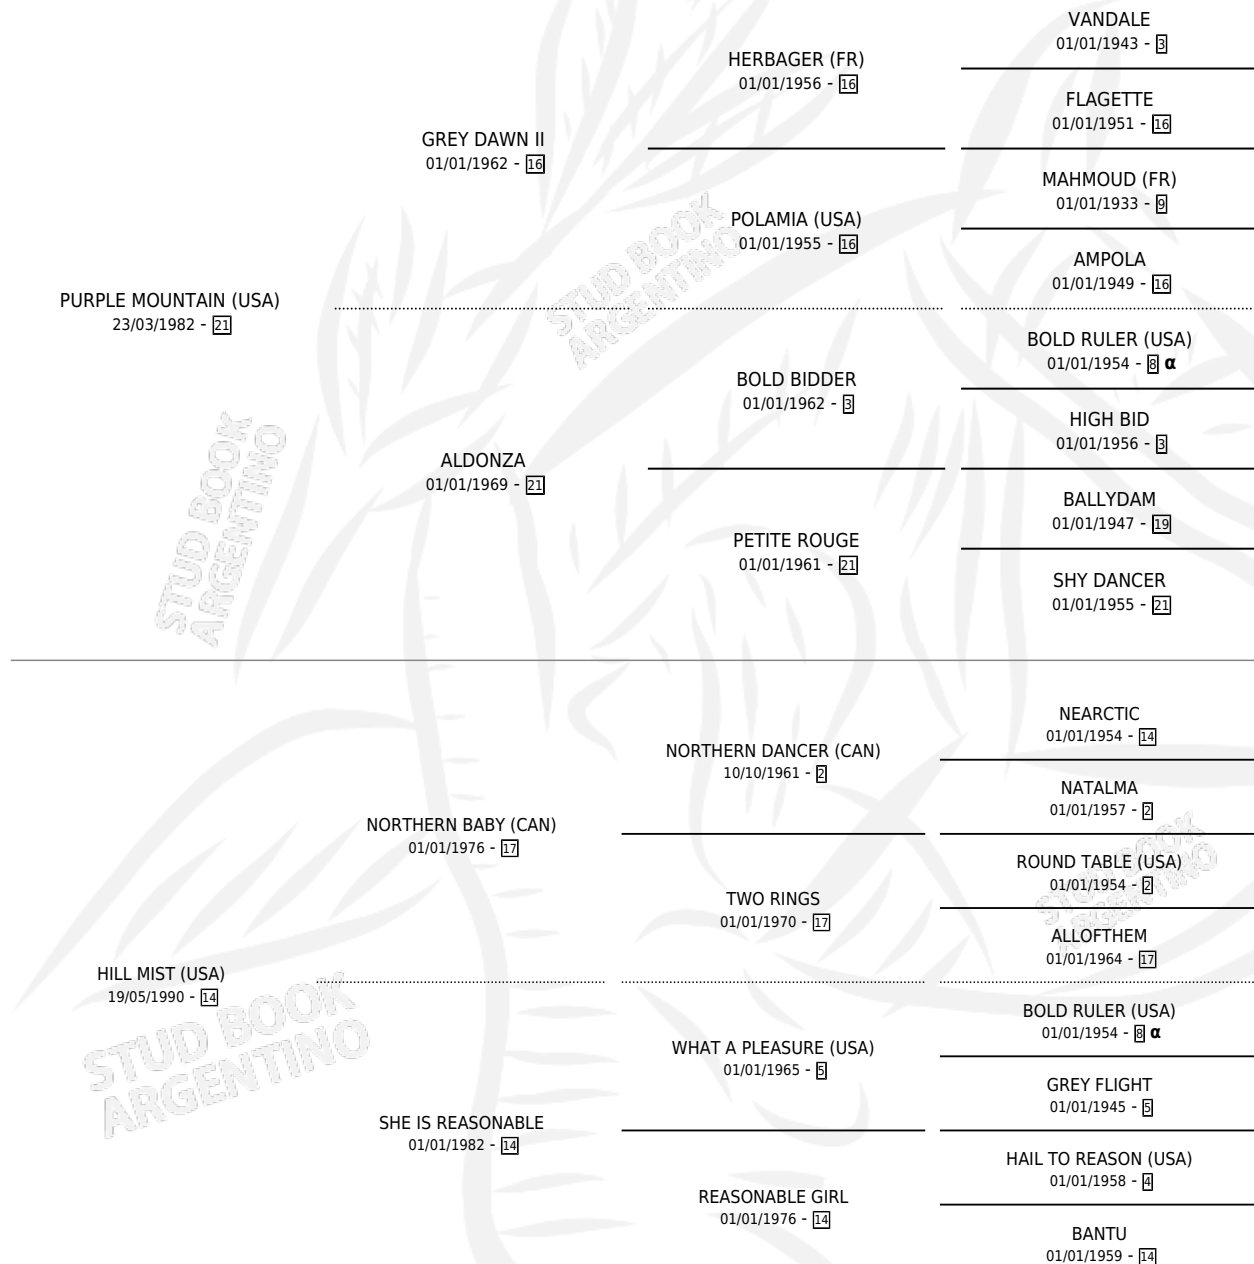 VANDALE
01/01/1943 - 3
HERBAGER (FR)
01/01/1956 - 16
FLAGETTE
01/01/1951 - 16
GREY DAWN II
01/01/1962 - 16
MAHMOUD (FR)
01/01/1933 - 9
POLAMIA (USA)
01/01/1955 - 16
AMPOLA
01/01/1949 - 16
PURPLE MOUNTAIN (USA)
23/03/1982 - 21
STUD BOOK
ARGENTINO
BOLD RULER (USA)
01/01/1954 - 8 α
BOLD BIDDER
01/01/1962 - 3
HIGH BID
01/01/1956 - 3
ALDONZA
01/01/1969 - 21
BALLYDAM
01/01/1947 - 19
PETITE ROUGE
01/01/1961 - 21
SHY DANCER
01/01/1955 - 21
STUD BOOK
ARGENTINO
NEARCTIC
01/01/1954 - 14
NORTHERN DANCER (CAN)
10/10/1961 - 2
NATALMA
01/01/1957 - 2
NORTHERN BABY (CAN)
01/01/1976 - 17
ROUND TABLE (USA)
01/01/1954 - 2
STUD BOOK
ARGENTINO
TWO RINGS
01/01/1970 - 17
ALLOFTHEM
01/01/1964 - 17
HILL MIST (USA)
19/05/1990 - 14
STUD BOOK
ARGENTINO
BOLD RULER (USA)
01/01/1954 - 8 α
WHAT A PLEASURE (USA)
01/01/1965 - 5
GREY FLIGHT
01/01/1945 - 5
SHE IS REASONABLE
01/01/1982 - 14
HAIL TO REASON (USA)
01/01/1958 - 4
REASONABLE GIRL
01/01/1976 - 14
BANTU
01/01/1959 - 14